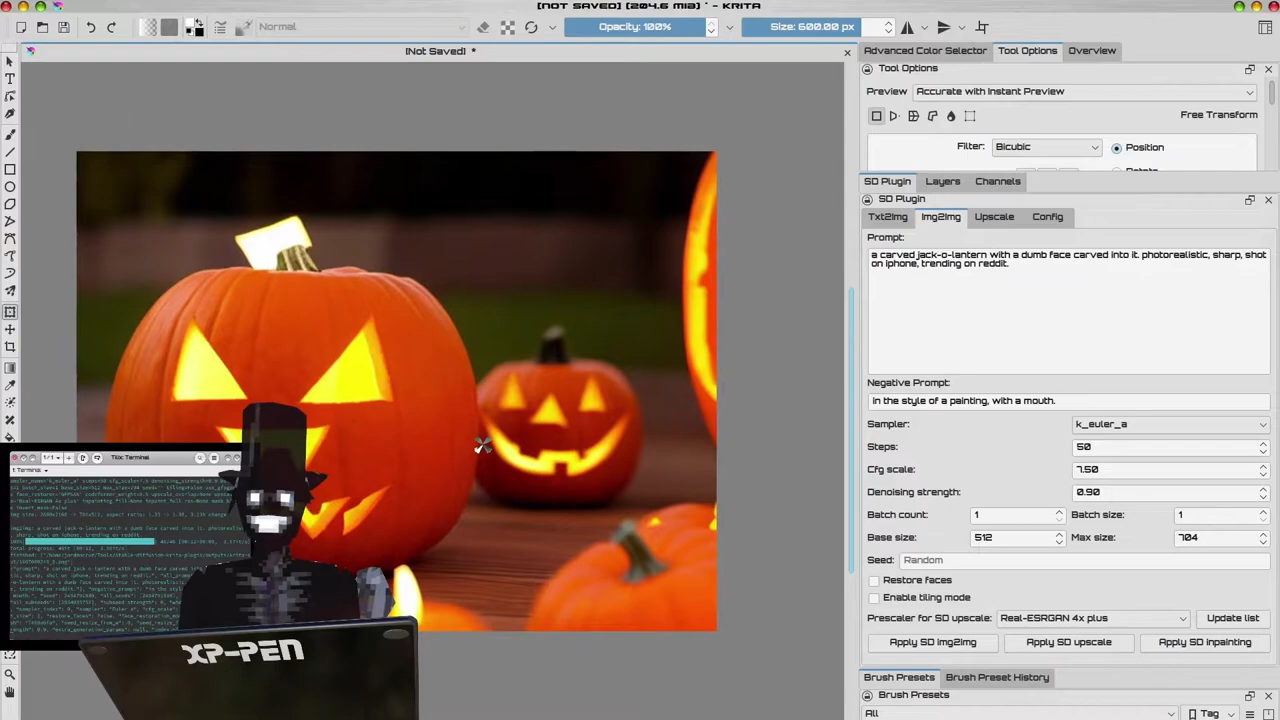 [NOT SAVED] (204.6 MiB) * - KRITA
Normal
Opacity: 100%
Size: 600.00 px
[Not Saved] *
Advanced Color Selector
Tool Options
Overview
Tool Options
Preview
Accurate with Instant Preview
Free Transform
Filter:
Bicubic
Position
SD Plugin
Layers
Channels
SD Plugin
Txt2Img
Img2Img
Upscale
Config
Prompt:
a carved jack-o-lantern with a dumb face carved into it. photorealistic, sharp, shot
on iphone, trending on reddit.
Negative Prompt:
in the style of a painting, with a mouth.
Sampler:
k_euler_a
Steps:
50
Cfg scale:
7.50
Denoising strength:
0.90
Batch count:
1
Batch size:
1
Base size:
512
Max size:
704
Seed:
Random
Restore faces
Enable tiling mode
Prescaler for SD upscale:
Real-ESRGAN 4x plus
Update list
Apply SD img2img
Apply SD upscale
Apply SD inpainting
Brush Presets
Brush Preset History
Brush Presets
All
Tag
1/1
Tilix: Terminal
1: Terminal
XP-PEN